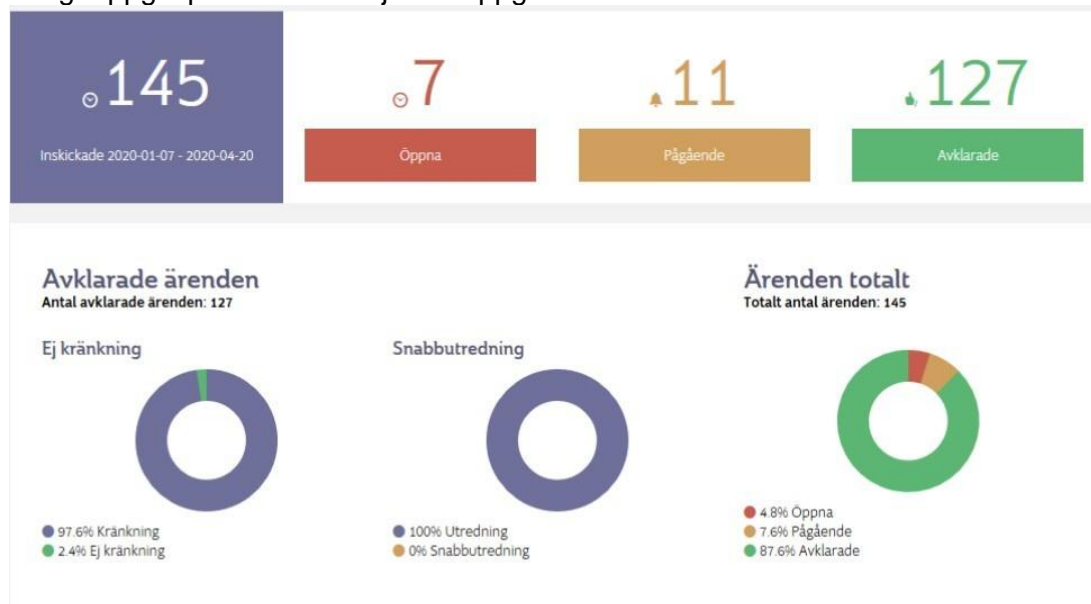 145
Inskickade 2020-01-07 - 2020-04-20
7
Öppna
11
Pågående
127
Avklarade
Avklarade ärenden
Antal avklarade ärenden: 127
Ej kränkning
97.6% Kränkning
2.4% Ej kränkning
Snabbutredning
100% Utredning
0% Snabbutredning
Ärenden totalt
Totalt antal ärenden: 145
4.8% Öppna
7.6% Pågående
87.6% Avklarade